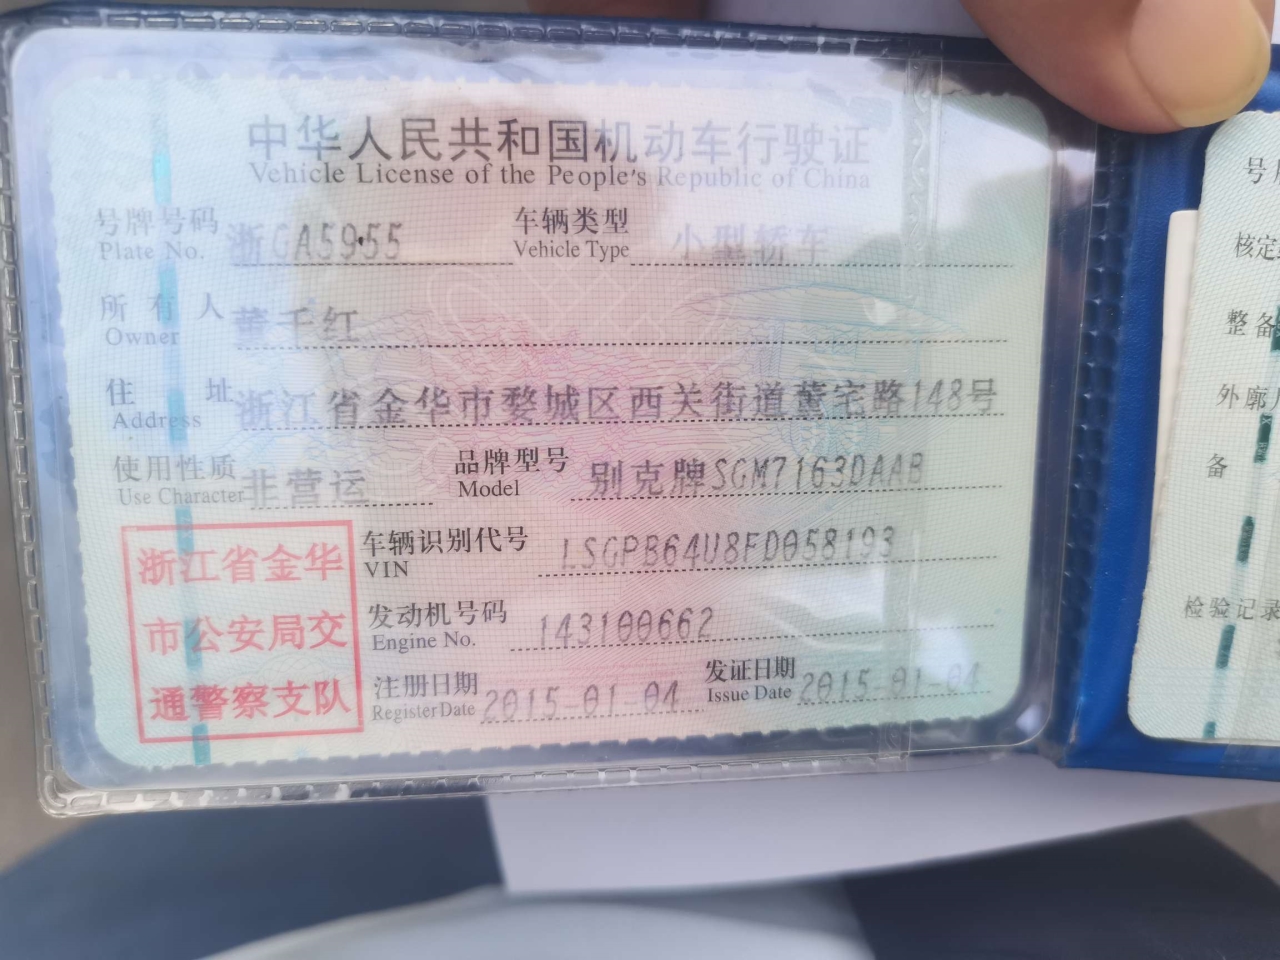 中华人民共和国机动车行驶证
Vehicle License of the People's Republic of China
号牌号码 浙GA5955 车辆类型 小型轿车
Plate No. Vehicle Type
所有人 董千红
Owner
住址 浙江省金华市婺城区西关街道董宅路148号
Address
使用性质 非营运 品牌型号 别克牌SGM7163DAAB
Use Character Model
浙江省金华
市公安局交
通警察支队
车辆识别代号 LSGPB64U8FD058193
VIN
发动机号码 143100662
Engine No.
注册日期 2015-01-04 发证日期 2015-01-04
Register Date Issue Date
号
核定
整备
外廓
备
检验记录